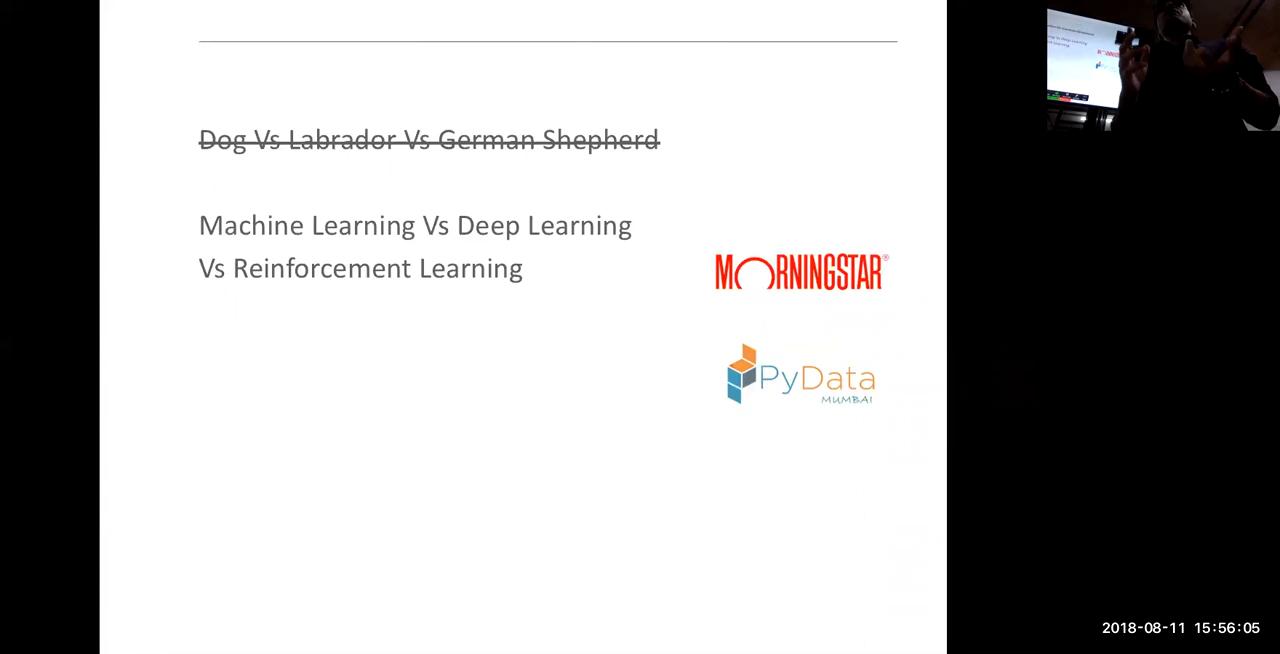 Dog Vs Labrador Vs German Shepherd
Machine Learning Vs Deep Learning
Vs Reinforcement Learning
MORNINGSTAR®
PyData
MUMBAI
2018-08-11 15:56:05